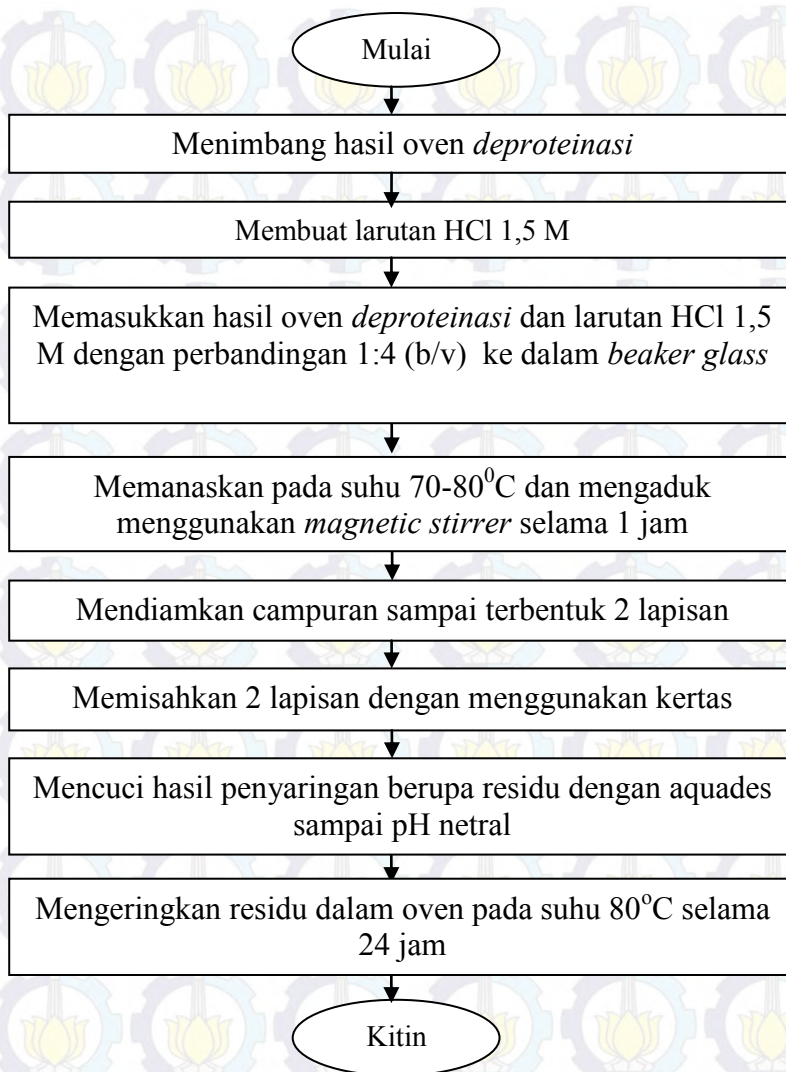 Mulai
Menimbang hasil oven deproteinasi
Membuat larutan HCl 1,5 M
Memasukkan hasil oven deproteinasi dan larutan HCl 1,5
M dengan perbandingan 1:4 (b/v) ke dalam beaker glass
Memanaskan pada suhu 70-80⁰C dan mengaduk
menggunakan magnetic stirrer selama 1 jam
Mendiamkan campuran sampai terbentuk 2 lapisan
Memisahkan 2 lapisan dengan menggunakan kertas
Mencuci hasil penyaringan berupa residu dengan aquades
sampai pH netral
Mengeringkan residu dalam oven pada suhu 80°C selama
24 jam
Kitin